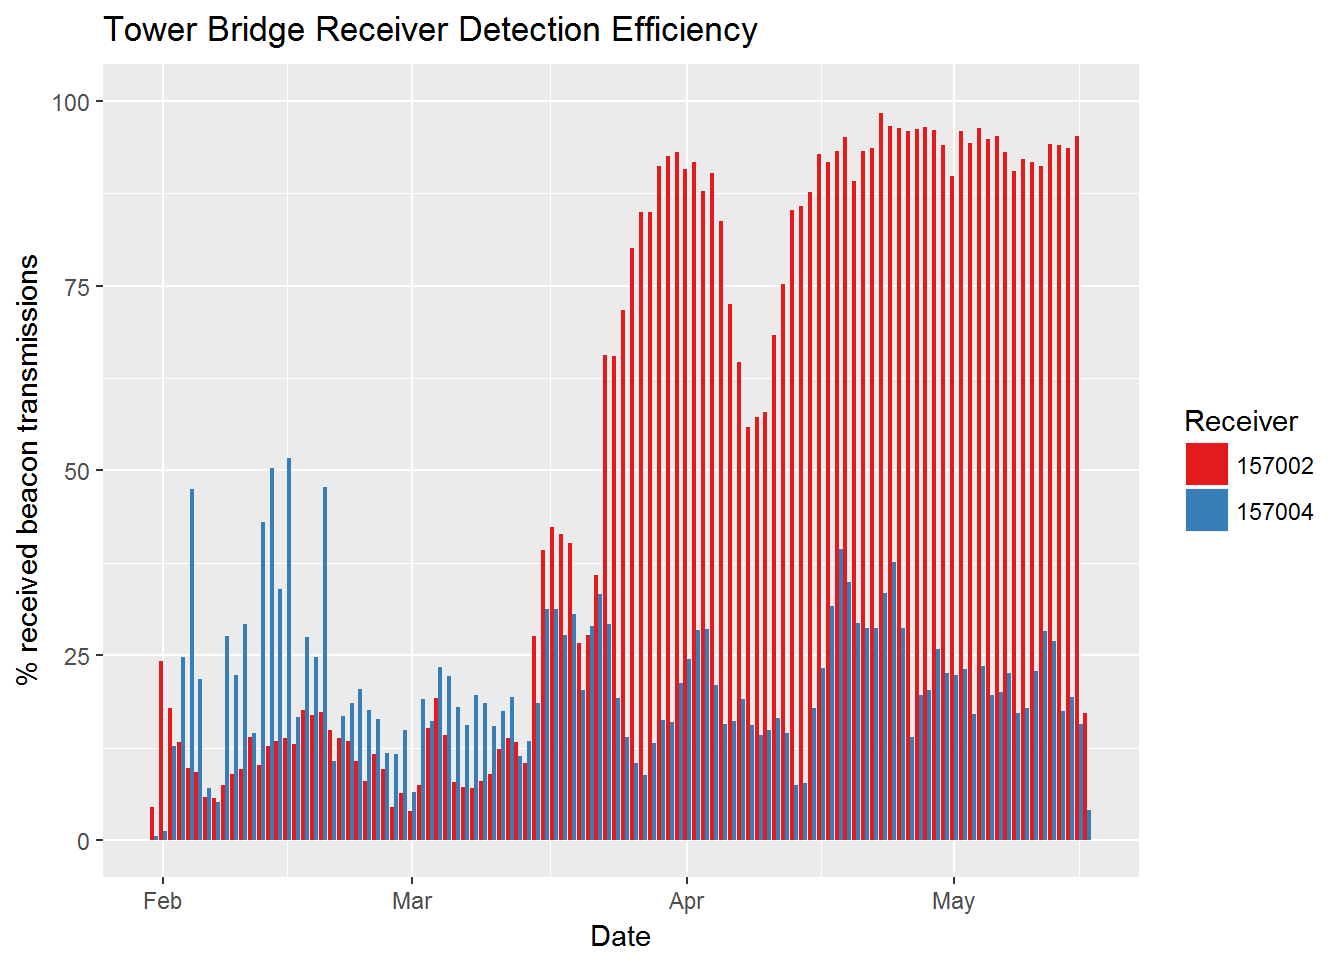 Tower Bridge Receiver Detection Efficiency
100
75
50
25
0
% received beacon transmissions
Feb
Mar
Apr
May
Date
Receiver
157002
157004